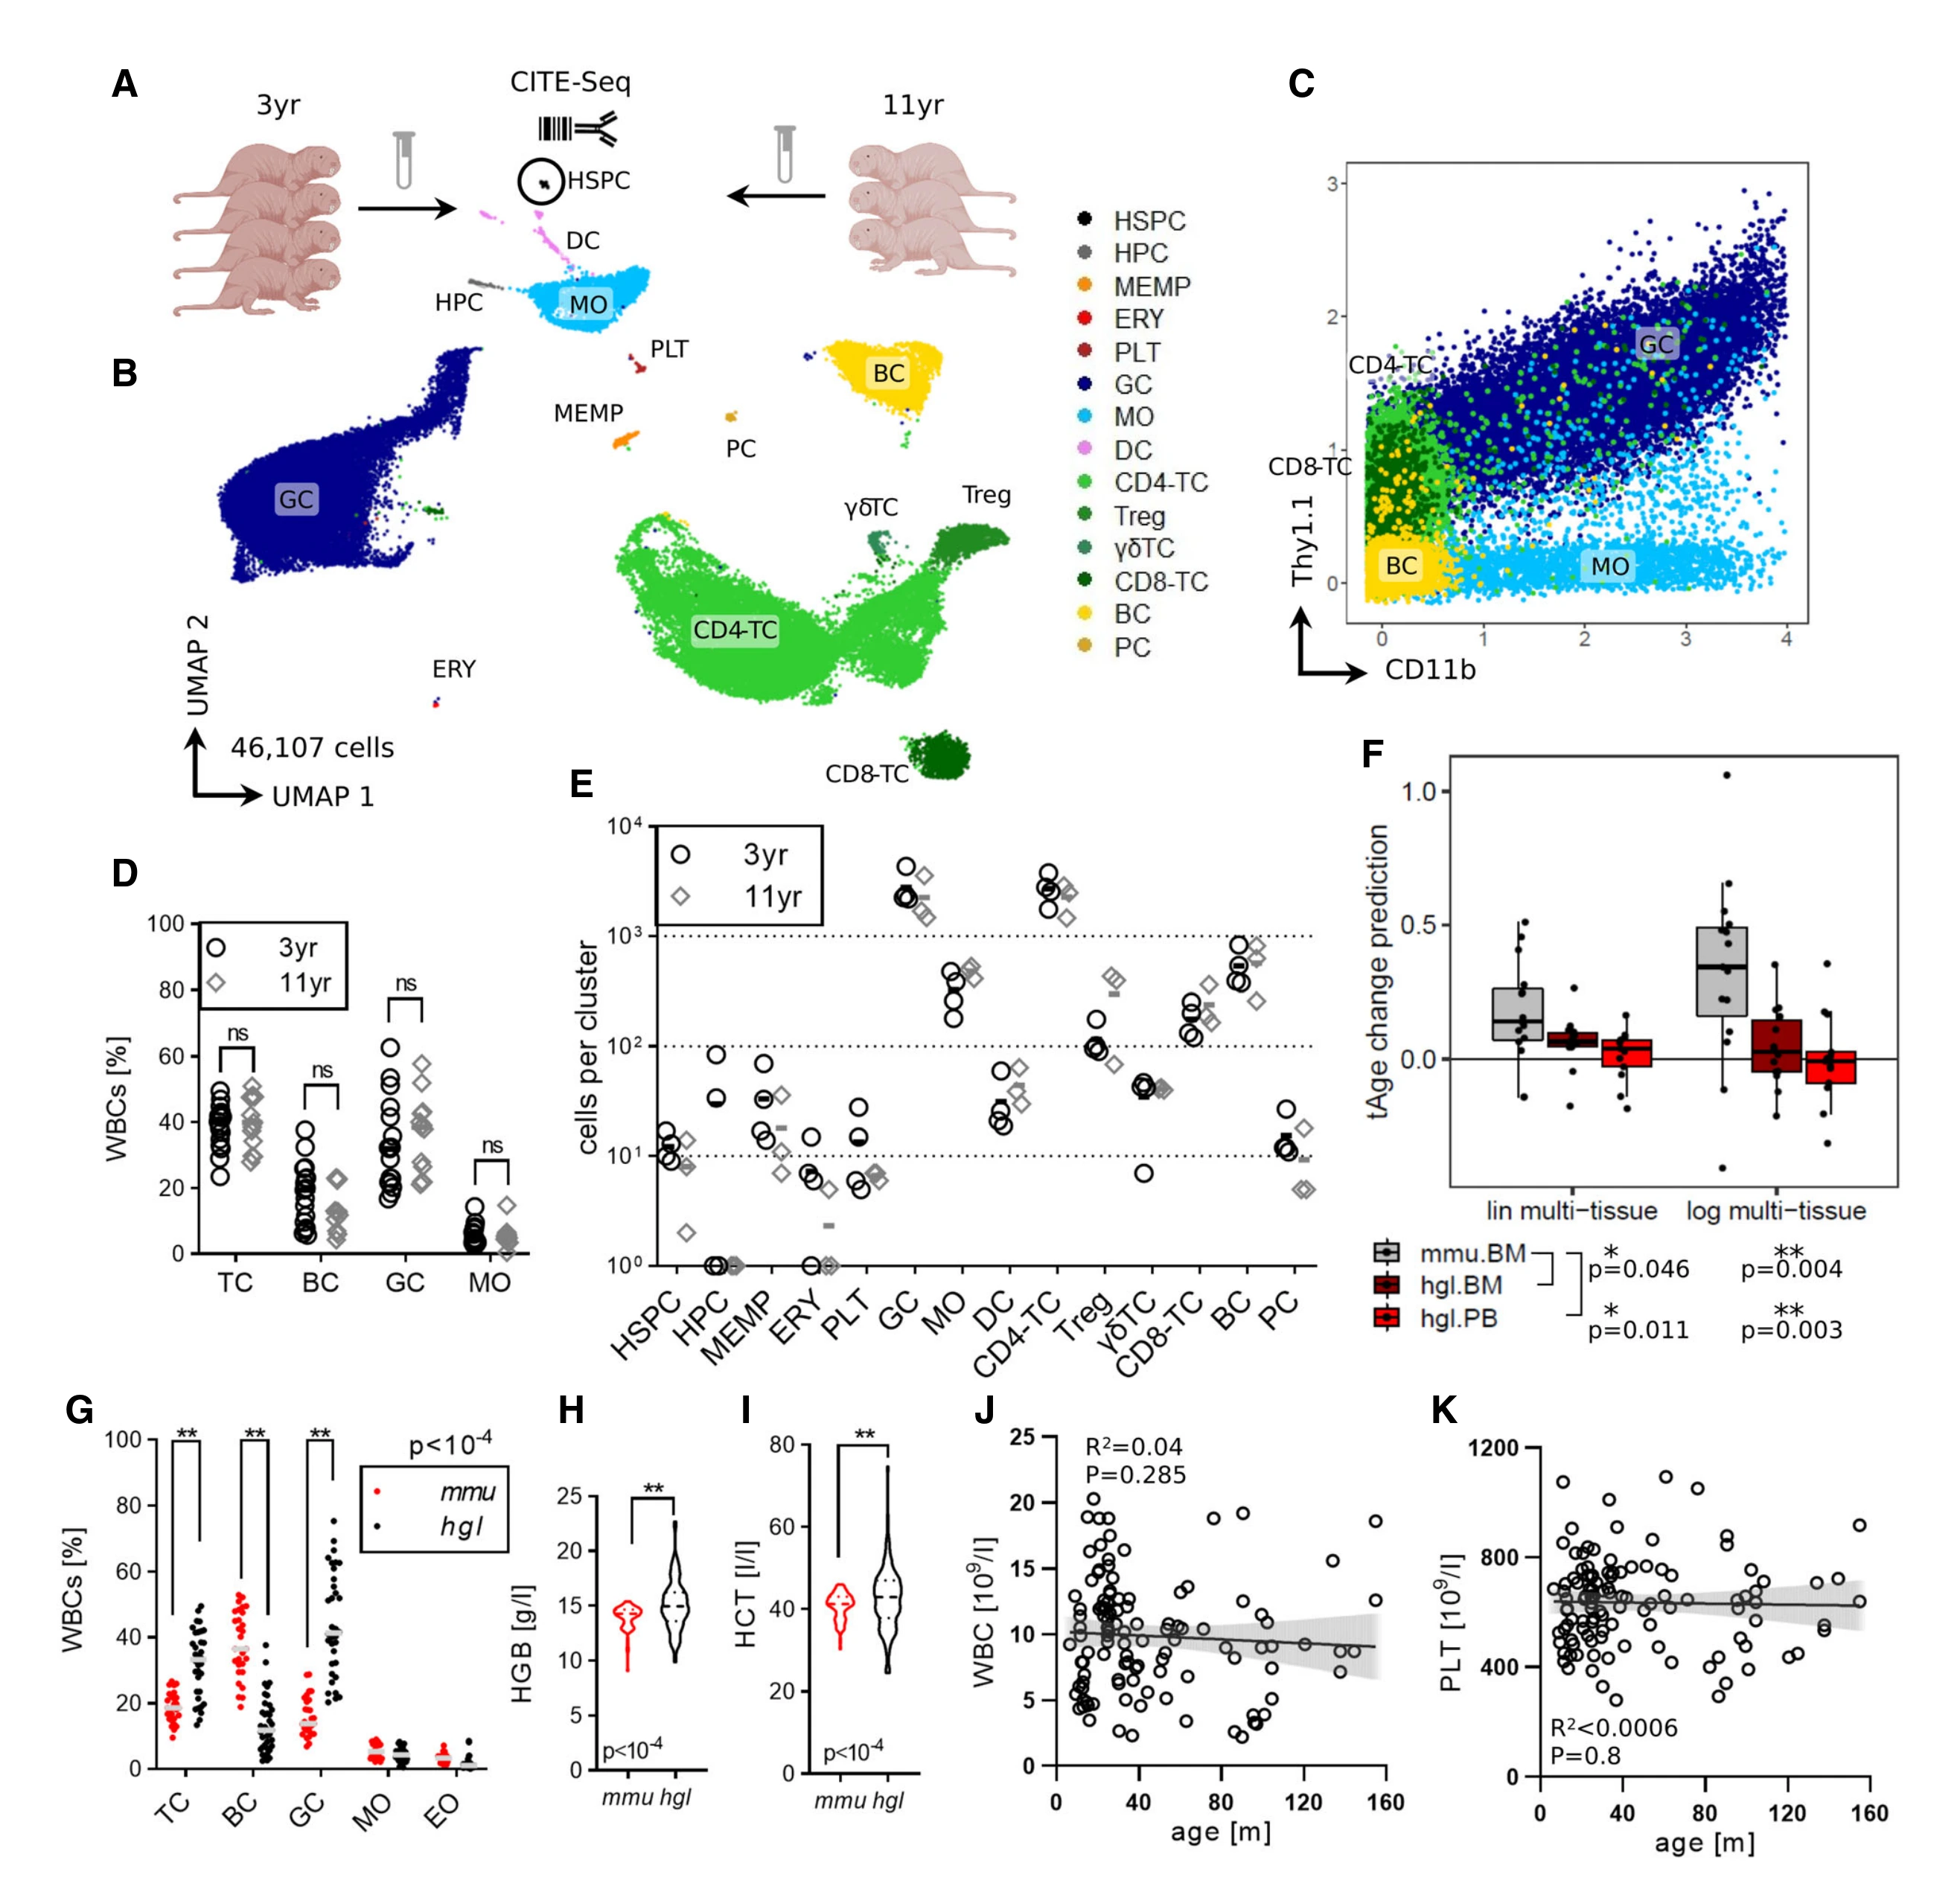 A
3yr
CITE-Seq
11yr
HSPC
DC
HPC
MO
B
PLT
BC
MEMP
PC
GC
γδTC
Treg
CD4-TC
ERY
CD8-TC
UMAP 2
46,107 cells
UMAP 1
HSPC
HPC
MEMP
ERY
PLT
GC
MO
DC
CD4-TC
Treg
γδTC
CD8-TC
BC
PC
C
3
2
1
0
GC
CD4-TC
CD8-TC
BC
MO
Thy1.1
0 1 2 3 4
CD11b
D
100
80
60
40
20
0
WBCs [%]
3yr
11yr
ns
ns
ns
ns
TC BC GC MO
E
10⁴
10³
10²
10¹
10⁰
cells per cluster
3yr
11yr
HSPC HPC MEMP ERY PLT GC MO DC CD4-TC Treg γδTC CD8-TC BC PC
F
1.0
0.5
0.0
tAge change prediction
lin multi-tissue log multi-tissue
mmu.BM
hgl.BM
hgl.PB
* **
p=0.046 p=0.004
* **
p=0.011 p=0.003
G
100
80
60
40
20
0
WBCs [%]
** ** **
p<10⁻⁴
mmu
hgl
TC BC GC MO EO
H
25
20
15
10
5
0
HGB [g/l]
**
p<10⁻⁴
mmu hgl
I
80
60
40
20
0
HCT [l/l]
**
p<10⁻⁴
mmu hgl
J
25
20
15
10
5
0
WBC [10⁹/l]
R²=0.04
P=0.285
0 40 80 120 160
age [m]
K
1200
800
400
0
PLT [10⁹/l]
R²<0.0006
P=0.8
0 40 80 120 160
age [m]